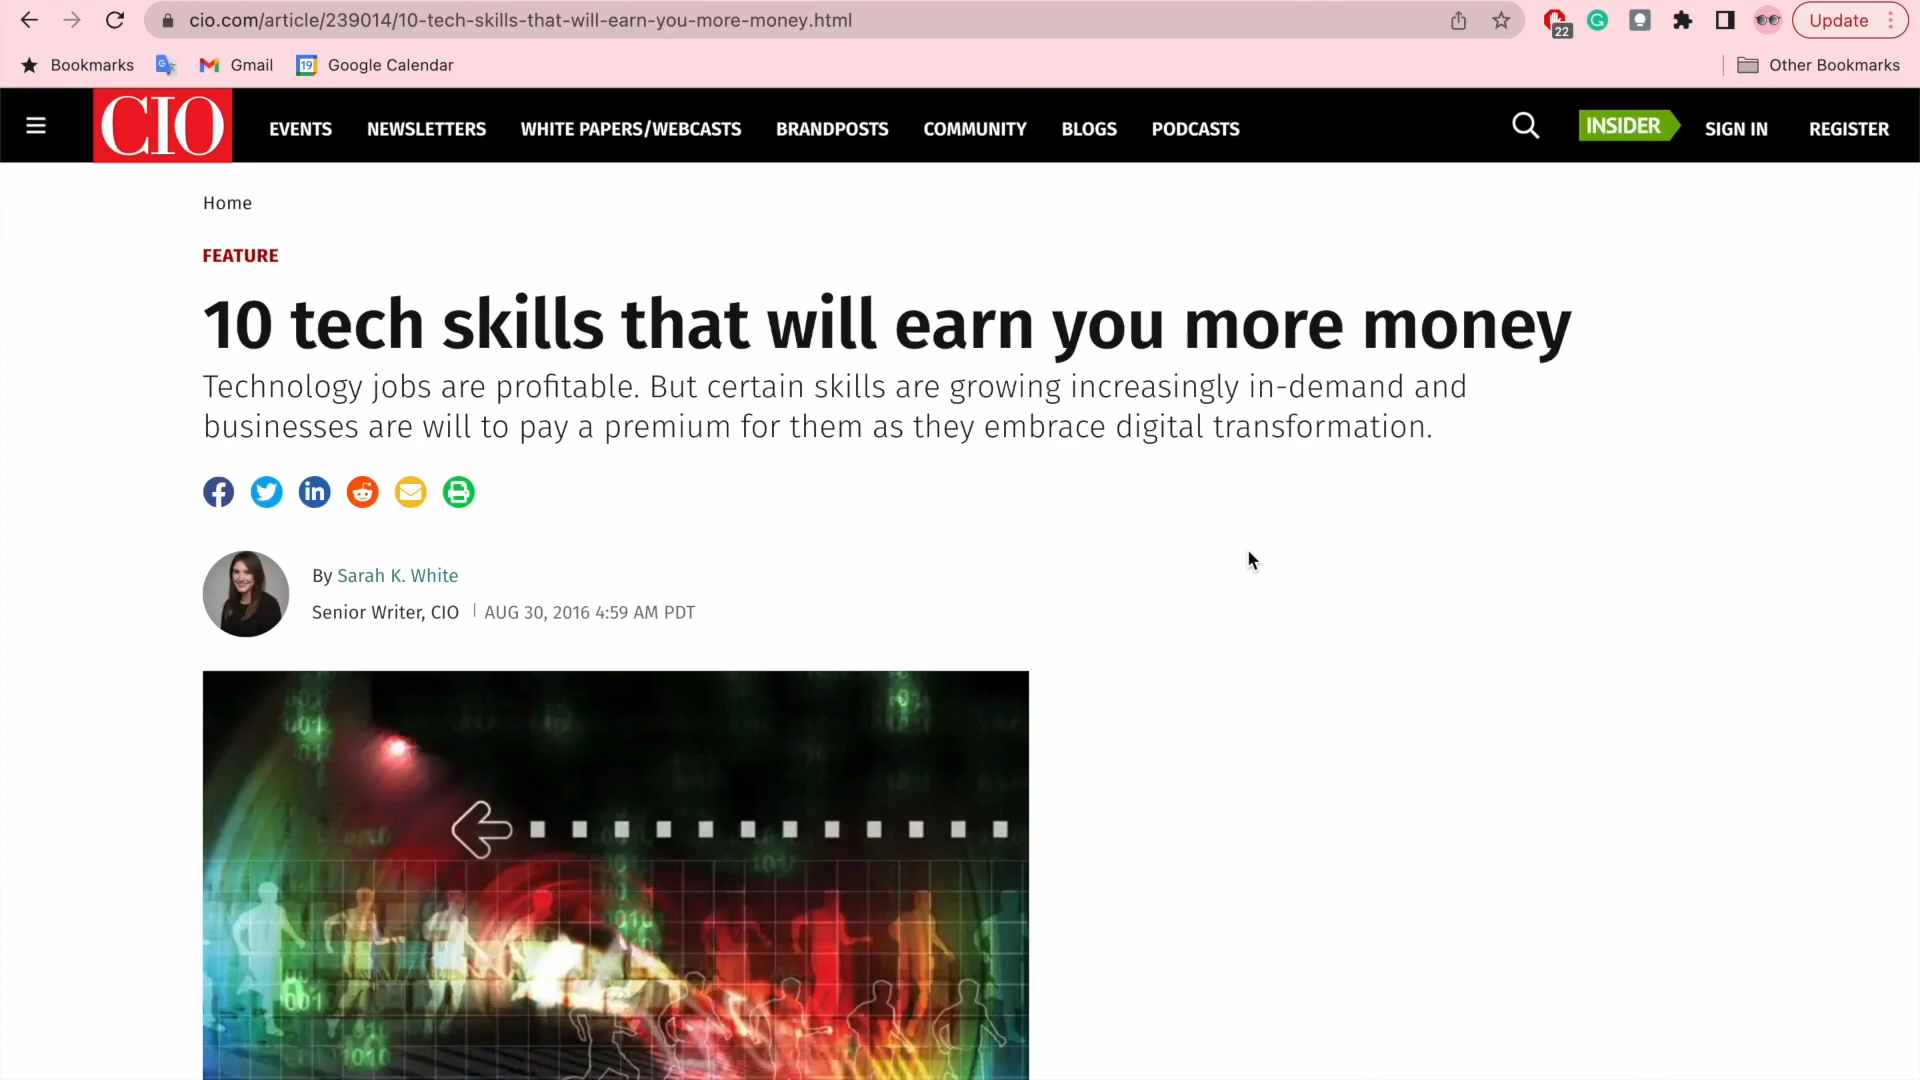 cio.com/article/239014/10-tech-skills-that-will-earn-you-more-money.html
22
Update
Bookmarks
Gmail
19
Google Calendar
Other Bookmarks
CIO
EVENTS
NEWSLETTERS
WHITE PAPERS/WEBCASTS
BRANDPOSTS
COMMUNITY
BLOGS
PODCASTS
INSIDER
SIGN IN
REGISTER
Home
FEATURE
10 tech skills that will earn you more money
Technology jobs are profitable. But certain skills are growing increasingly in-demand and
businesses are will to pay a premium for them as they embrace digital transformation.
By Sarah K. White
Senior Writer, CIO | AUG 30, 2016 4:59 AM PDT